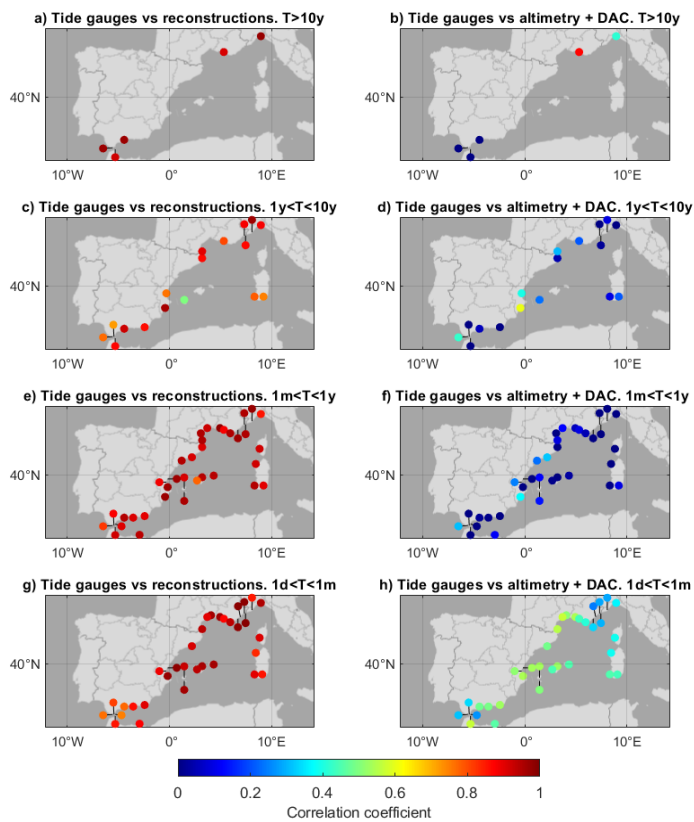 a) Tide gauges vs reconstructions. T>10y
b) Tide gauges vs altimetry + DAC. T>10y
40°N
40°N
10°W
0°
10°E
10°W
0°
10°E
c) Tide gauges vs reconstructions. 1y<T<10y
d) Tide gauges vs altimetry + DAC. 1y<T<10y
40°N
40°N
10°W
0°
10°E
10°W
0°
10°E
e) Tide gauges vs reconstructions. 1m<T<1y
f) Tide gauges vs altimetry + DAC. 1m<T<1y
40°N
40°N
10°W
0°
10°E
10°W
0°
10°E
g) Tide gauges vs reconstructions. 1d<T<1m
h) Tide gauges vs altimetry + DAC. 1d<T<1m
40°N
40°N
10°W
0°
10°E
10°W
0°
10°E
0
0.2
0.4
0.6
0.8
1
Correlation coefficient